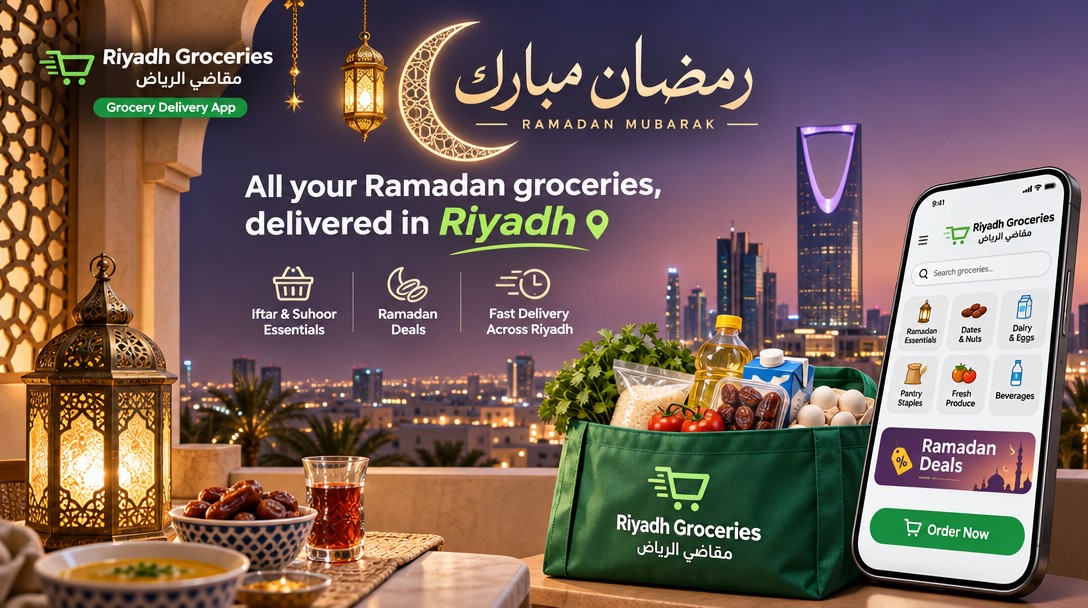 Riyadh Groceries
مقاضي الرياض
Grocery Delivery App
رمضان مبارك
RAMADAN MUBARAK
All your Ramadan groceries,
delivered in Riyadh
Iftar & Suhoor
Essentials
Ramadan
Deals
Fast Delivery
Across Riyadh
Riyadh Groceries
مقاضي الرياض
9:41
Riyadh Groceries
مقاضي الرياض
Search groceries...
Ramadan
Essentials
Dates
& Nuts
Dairy
& Eggs
Pantry
Staples
Fresh
Produce
Beverages
%
Ramadan
Deals
Order Now